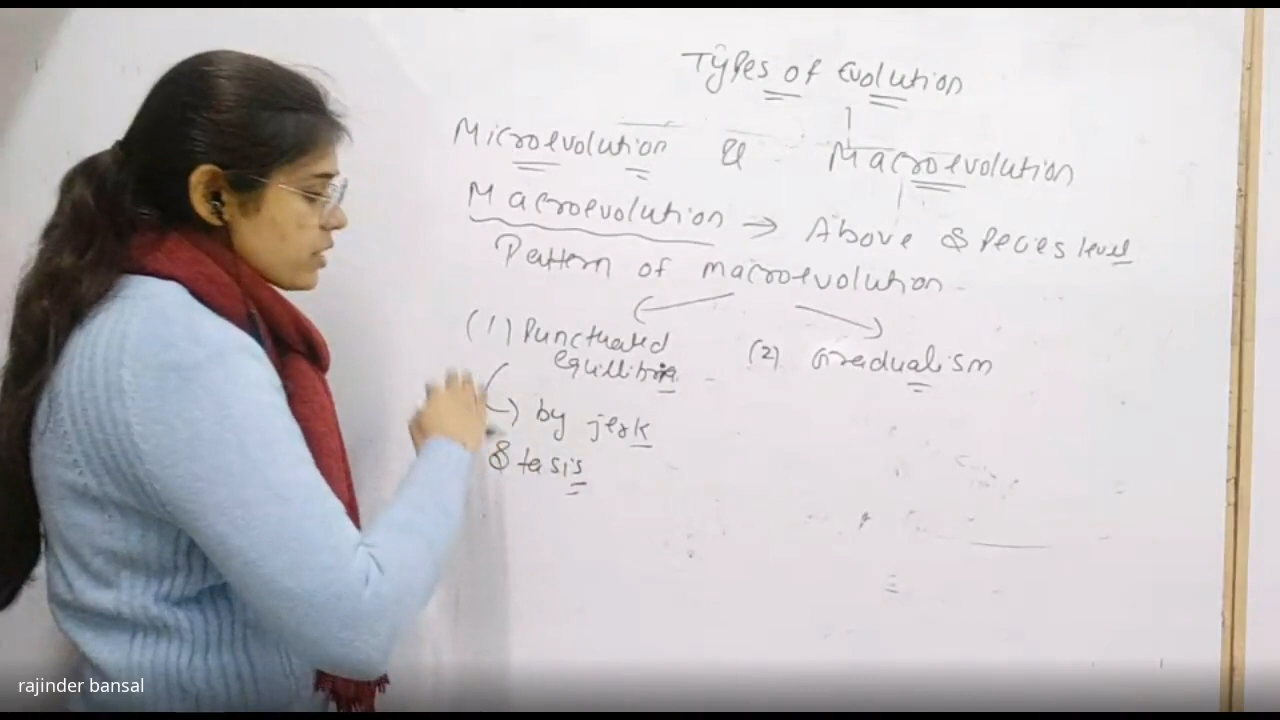 Types of Evolution
Microevolution & Macroevolution
Macroevolution → Above species level
Pattern of macroevolution
(1) Punctuated (2) Gradualism
equillibria
by jerk
Stasis
rajinder bansal